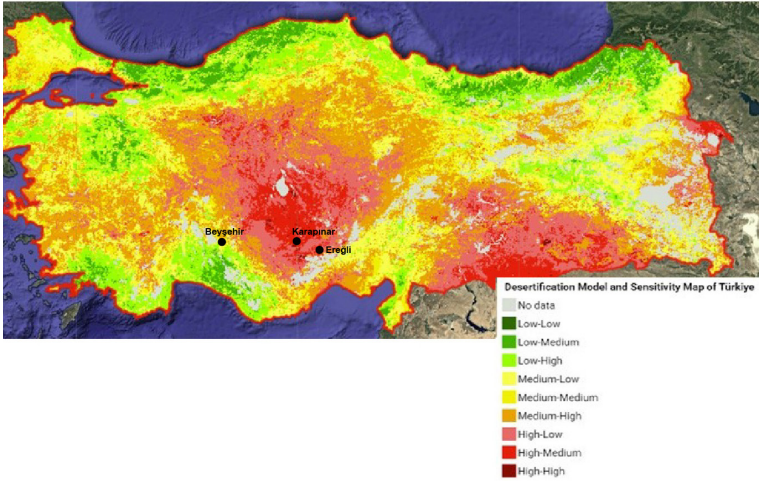 Beyşehir
Karapınar
Ereğli
Desertification Model and Sensitivity Map of Türkiye
No data
Low-Low
Low-Medium
Low-High
Medium-Low
Medium-Medium
Medium-High
High-Low
High-Medium
High-High